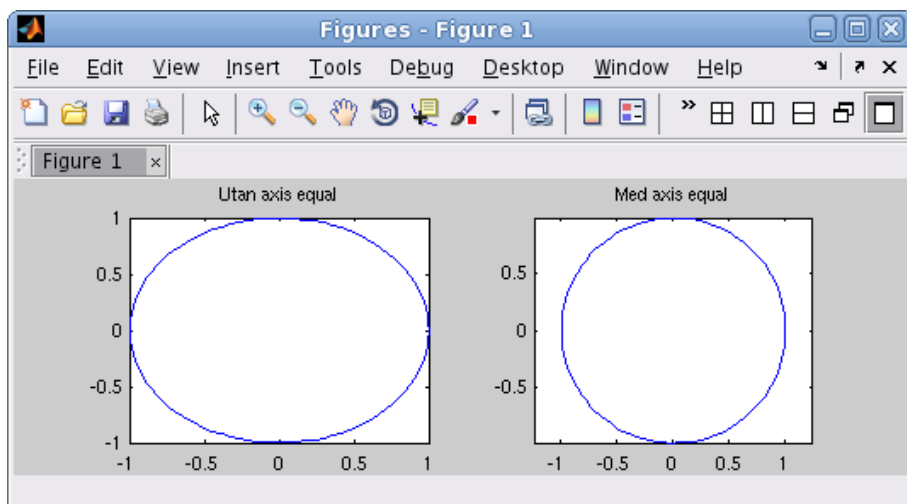 Figures - Figure 1
File Edit View Insert Tools Debug Desktop Window Help
Figure 1
Utan axis equal
1
0.5
0
-0.5
-1
-1 -0.5 0 0.5 1
Med axis equal
0.5
0
-0.5
-1 -0.5 0 0.5 1